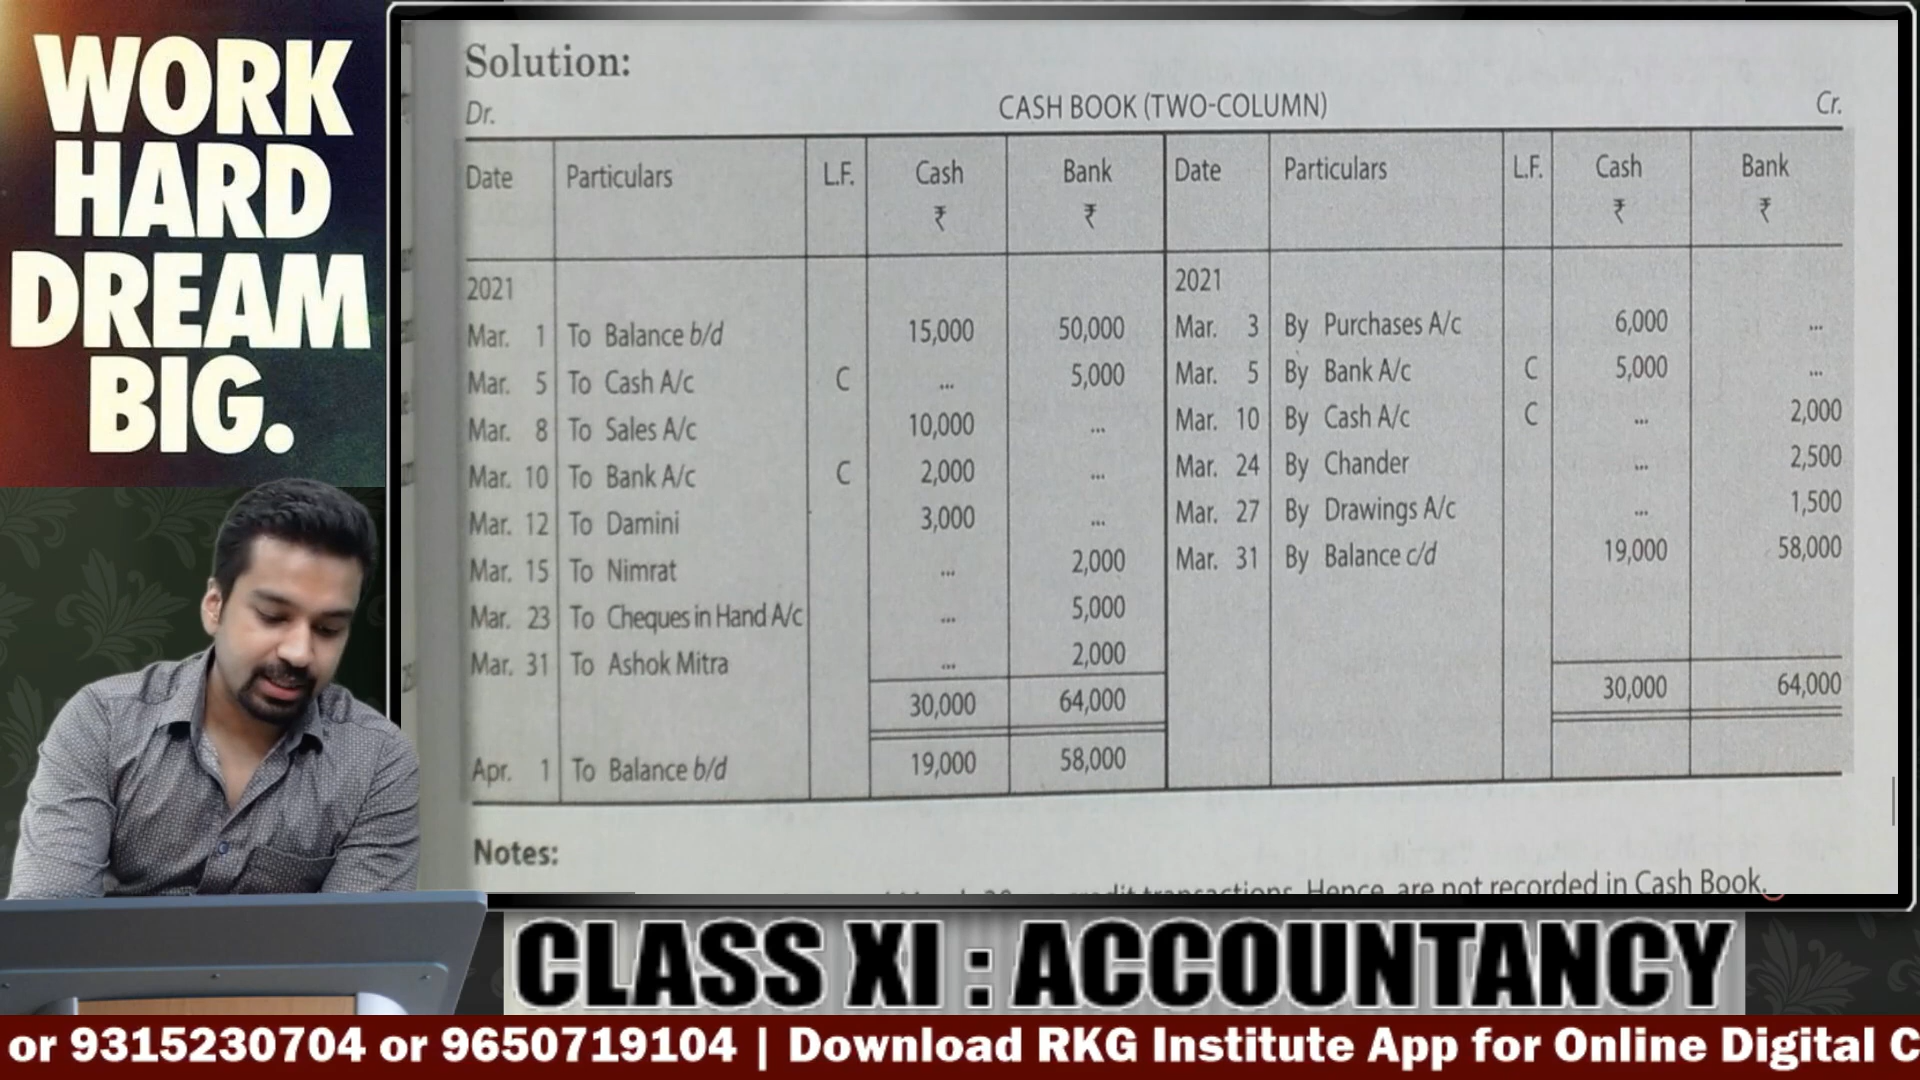 WORK
HARD
DREAM
BIG.
Solution:
Dr. CASH BOOK (TWO-COLUMN) Cr.
Date Particulars L.F. Cash Bank Date Particulars L.F. Cash Bank
₹ ₹ ₹ ₹
2021 2021
Mar. 1 To Balance b/d 15,000 50,000 Mar. 3 By Purchases A/c 6,000 ...
Mar. 5 To Cash A/c C ... 5,000 Mar. 5 By Bank A/c C 5,000 ...
Mar. 8 To Sales A/c 10,000 ... Mar. 10 By Cash A/c C ... 2,000
Mar. 10 To Bank A/c C 2,000 ... Mar. 24 By Chander ... 2,500
Mar. 12 To Damini 3,000 ... Mar. 27 By Drawings A/c ... 1,500
Mar. 15 To Nimrat ... 2,000 Mar. 31 By Balance c/d 19,000 58,000
Mar. 23 To Cheques in Hand A/c ... 5,000
Mar. 31 To Ashok Mitra ... 2,000
30,000 64,000 30,000 64,000
Apr. 1 To Balance b/d 19,000 58,000
Notes:
transactions. Hence, are not recorded in Cash Book.
CLASS XI : ACCOUNTANCY
or 9315230704 or 9650719104 | Download RKG Institute App for Online Digital C